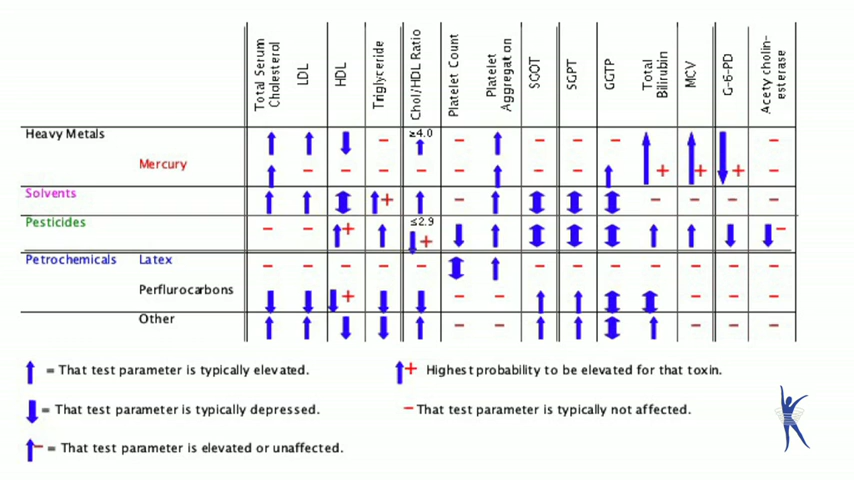 Total Serum
Cholesterol
LDL
HDL
Triglyceride
Chol/HDL Ratio
Platelet Count
Platelet
Aggregation
SGOT
SGPT
GGTP
Total
Bilirubin
MCV
G-6-PD
Acety cholin-
esterase
Heavy Metals
≥4.0
Mercury
Solvents
Pesticides
≤2.9
Petrochemicals Latex
Perflurocarbons
Other
= That test parameter is typically elevated.
Highest probability to be elevated for that toxin.
= That test parameter is typically depressed.
That test parameter is typically not affected.
= That test parameter is elevated or unaffected.